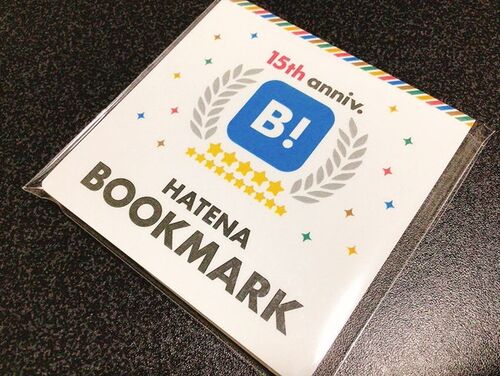 15th anniv.
B!
HATENA
BOOKMARK